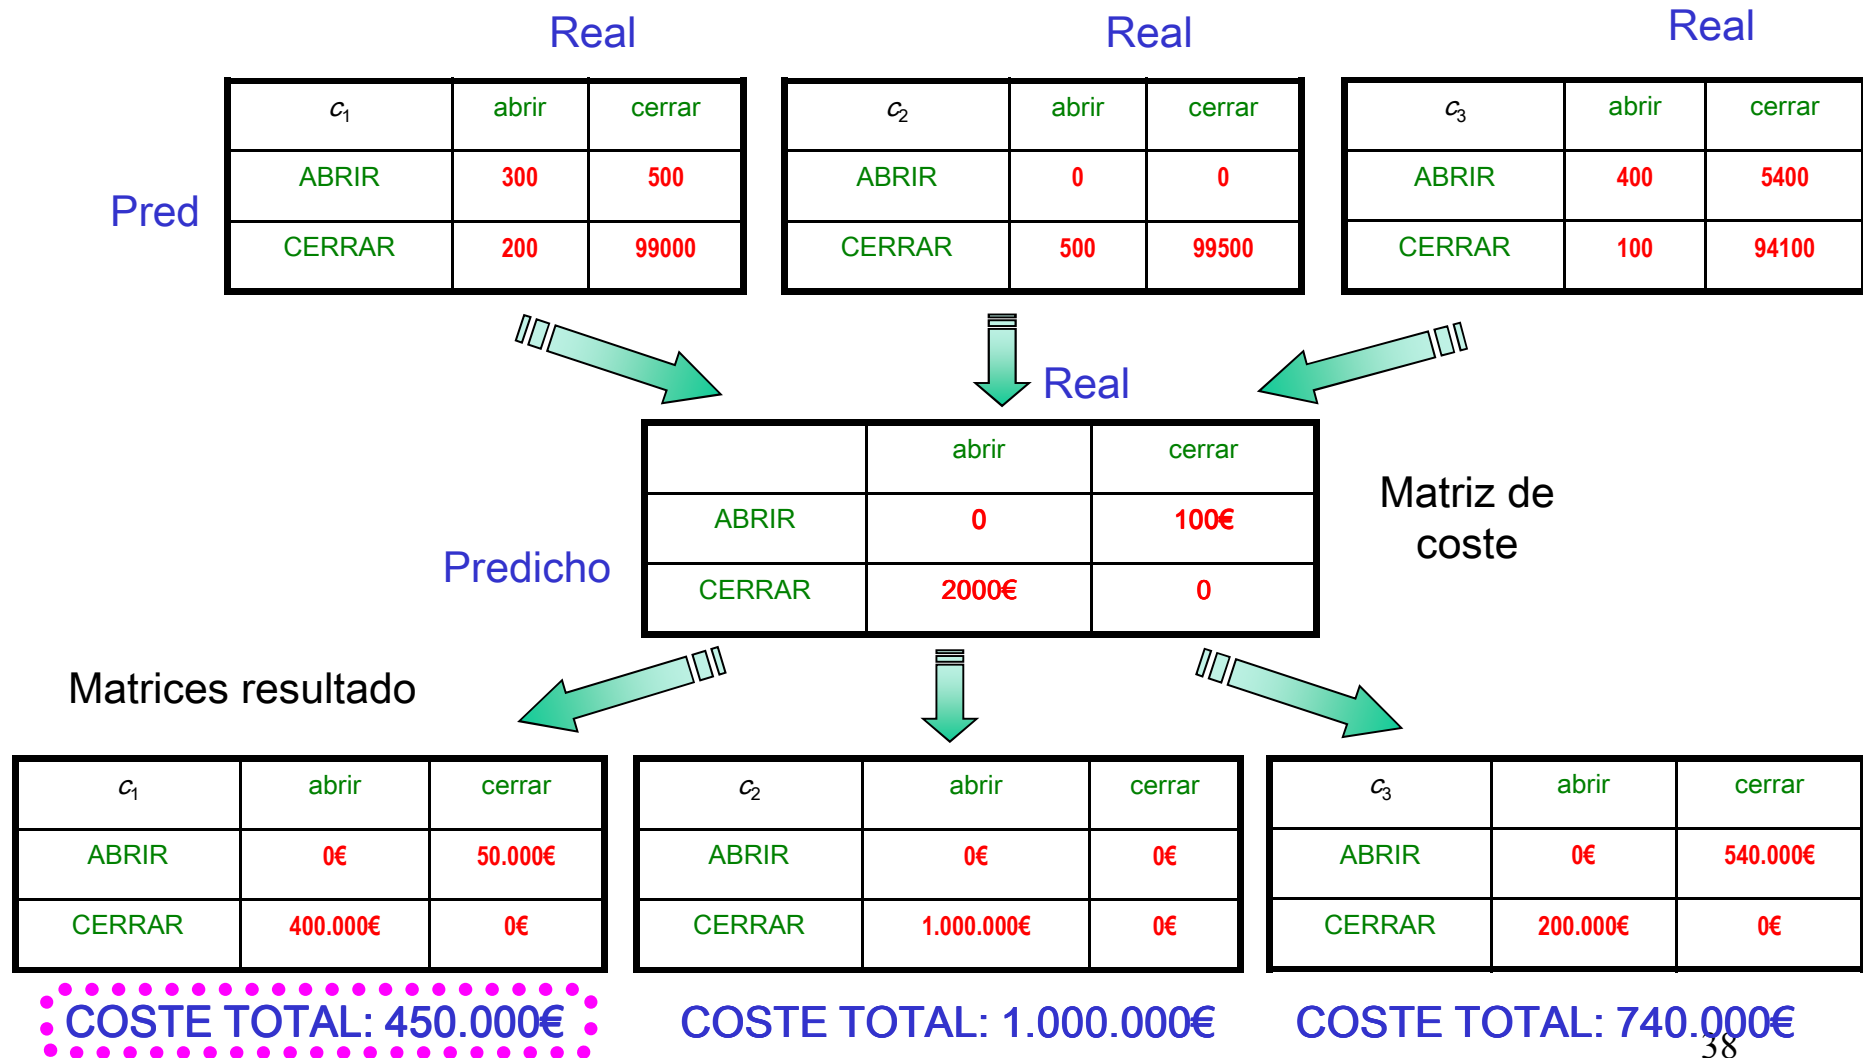 Real Real Real
c1 abrir cerrar c2 abrir cerrar c3 abrir cerrar
Pred ABRIR 300 500 ABRIR 0 0 ABRIR 400 5400
CERRAR 200 99000 CERRAR 500 99500 CERRAR 100 94100
Real
abrir cerrar
ABRIR 0 100€
Predicho CERRAR 2000€ 0
Matriz de
coste
Matrices resultado
c1 abrir cerrar c2 abrir cerrar c3 abrir cerrar
ABRIR 0€ 50.000€ ABRIR 0€ 0€ ABRIR 0€ 540.000€
CERRAR 400.000€ 0€ CERRAR 1.000.000€ 0€ CERRAR 200.000€ 0€
COSTE TOTAL: 450.000€ COSTE TOTAL: 1.000.000€ COSTE TOTAL: 740.000€
38